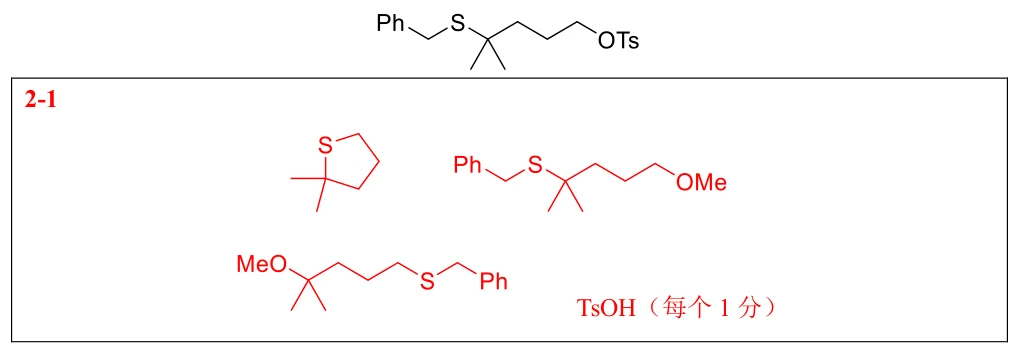 Ph S OTs
2-1
S Ph S OMe
MeO S Ph
TsOH（每个 1 分）